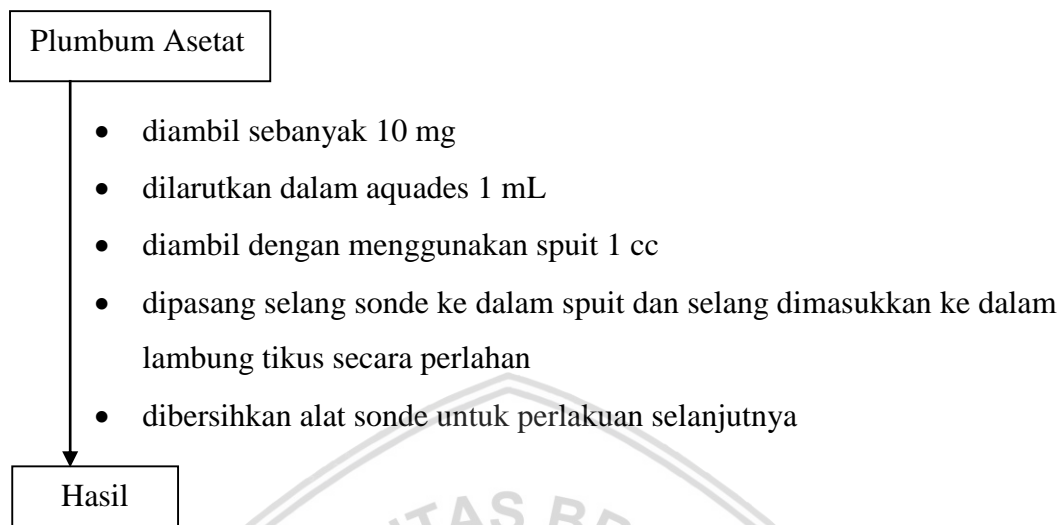 Plumbum Asetat
• diambil sebanyak 10 mg
• dilarutkan dalam aquades 1 mL
• diambil dengan menggunakan spuit 1 cc
• dipasang selang sonde ke dalam spuit dan selang dimasukkan ke dalam
lambung tikus secara perlahan
• dibersihkan alat sonde untuk perlakuan selanjutnya
Hasil